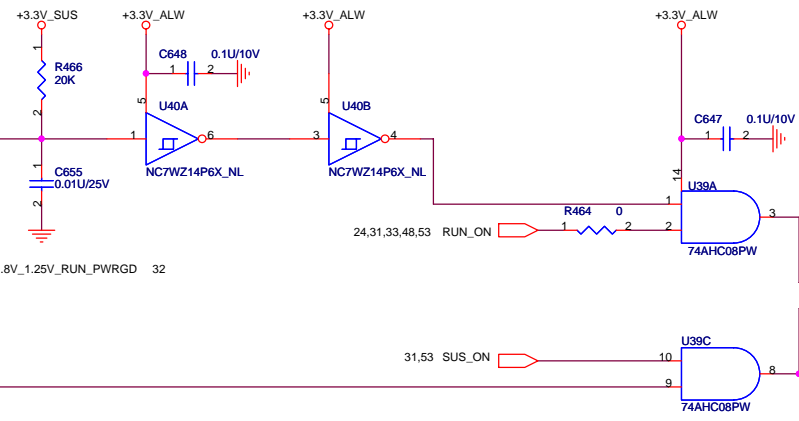 +3.3V_SUS
+3.3V_ALW
+3.3V_ALW
+3.3V_ALW
1
R466
20K
2
C648
0.1U/10V
1
2
5
U40A
1
6
NC7WZ14P6X_NL
5
U40B
3
4
NC7WZ14P6X_NL
C647
0.1U/10V
1
2
14
U39A
1
2
3
74AHC08PW
1
C655
0.01U/25V
2
R464
0
1
2
24,31,33,48,53 RUN_ON
.8V_1.25V_RUN_PWRGD 32
31,53 SUS_ON
U39C
10
9
8
74AHC08PW